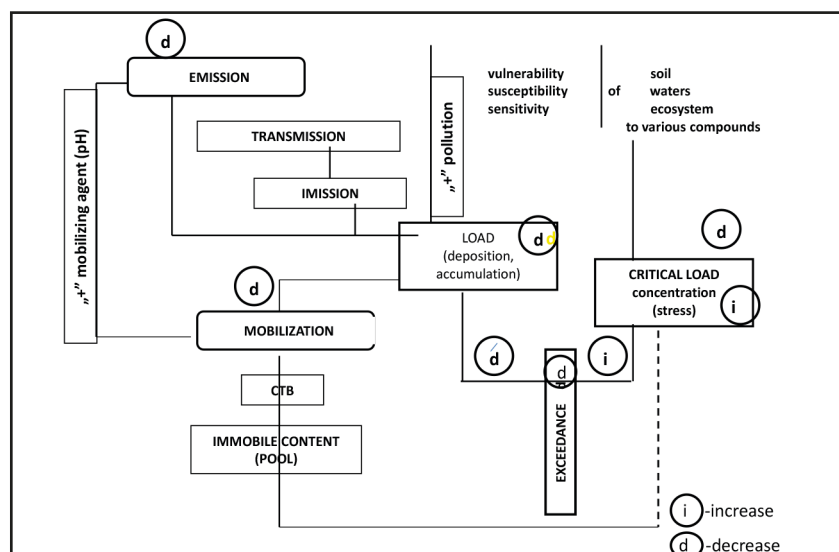 d
EMISSION
„+” mobilizing agent (pH)
TRANSMISSION
IMISSION
„+” pollution
vulnerability
susceptibility
sensitivity
of
soil
waters
ecosystem
to various compounds
LOAD
(deposition,
accumulation)
d d
d
CRITICAL LOAD
concentration
(stress)
i
d
MOBILIZATION
d
d
i
EXCEEDANCE
CTB
IMMOBILE CONTENT
(POOL)
i -increase
d -decrease